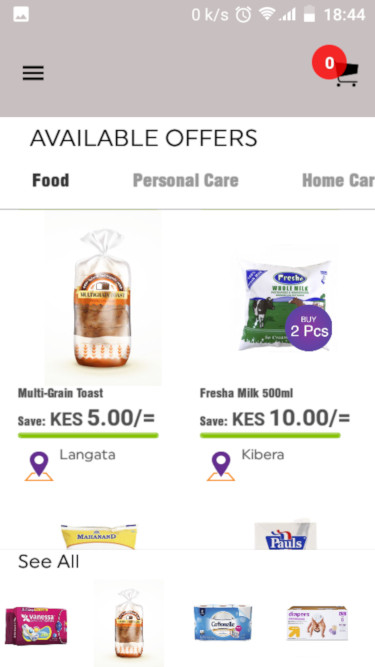 0 k/s 18:44
0
AVAILABLE OFFERS
Food Personal Care Home Car
MULTIGRAIN TOAST
Fresha
WHOLE MILK
BUY
2 Pcs
Multi-Grain Toast
Save: KES 5.00/=
Fresha Milk 500ml
Save: KES 10.00/=
Langata
Kibera
Pauls
See All
Vanessa
diapers